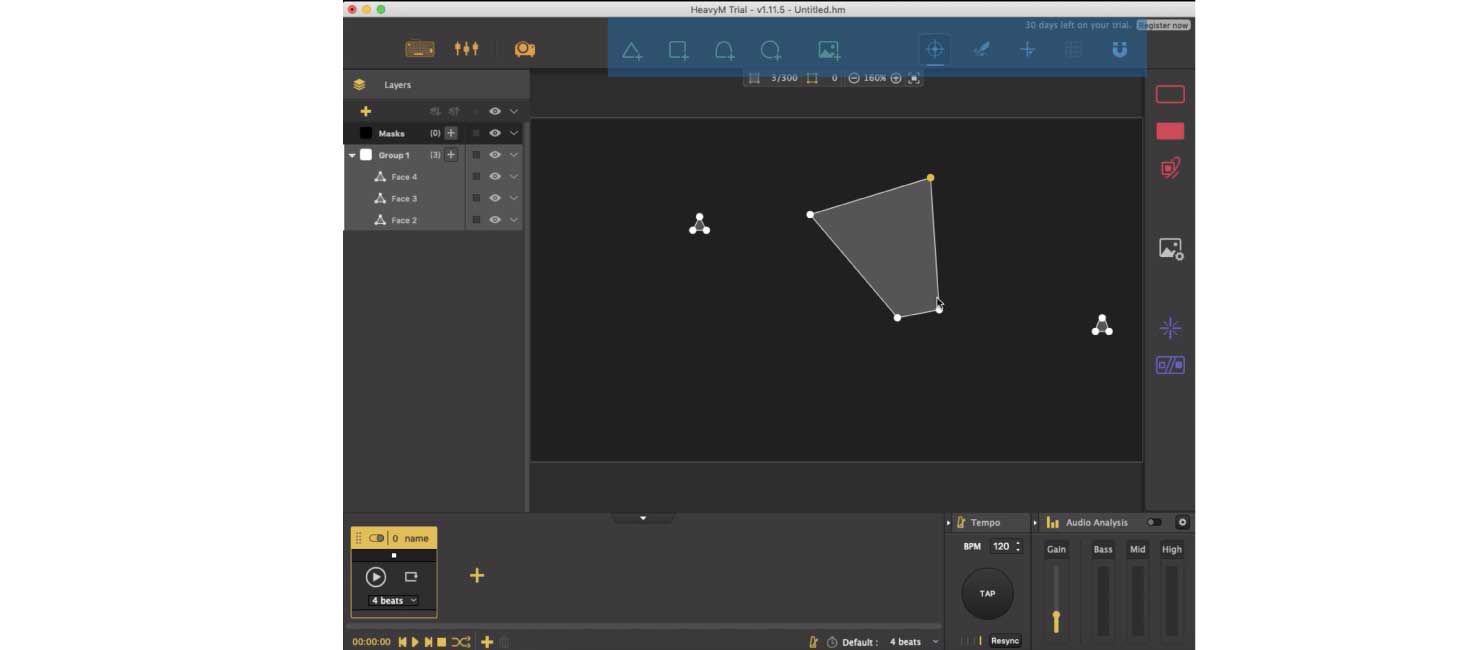 HeavyM Trial - v1.11.5 - Untitled.hm
30 days left on your trial. Register now
3/300 0 160%
Layers
Masks (0)
Group 1 (3)
Face 4
Face 3
Face 2
0 name
4 beats
Tempo
BPM 120
TAP
Resync
Audio Analysis
Gain Bass Mid High
00:00:00
Default : 4 beats